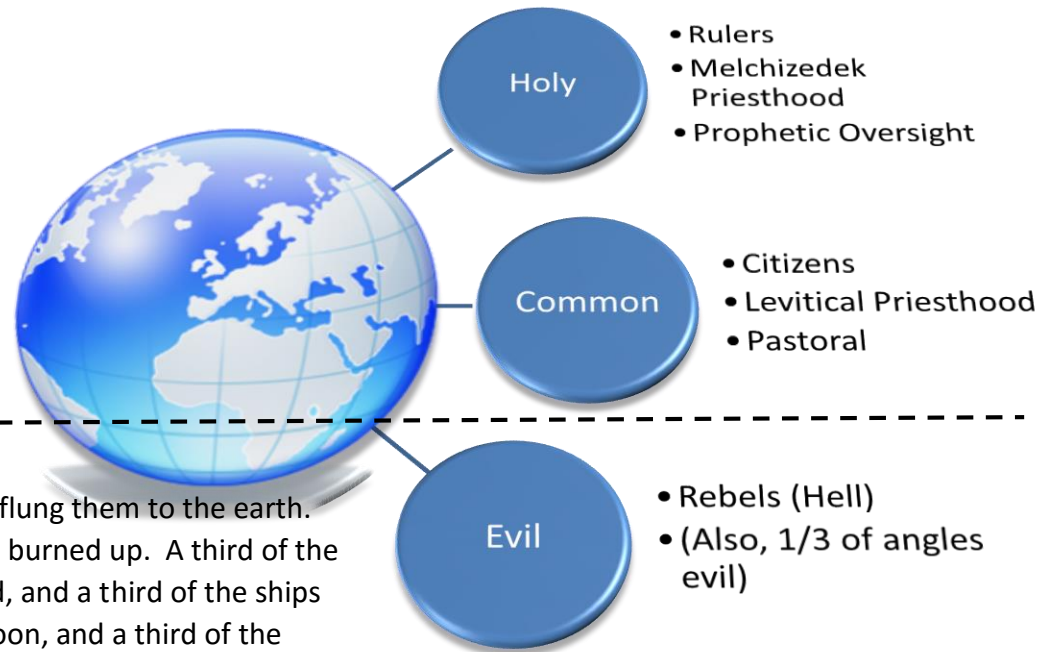 Holy
• Rulers
• Melchizedek
Priesthood
• Prophetic Oversight
Common
• Citizens
• Levitical Priesthood
• Pastoral
Evil
• Rebels (Hell)
• (Also, 1/3 of angles
evil)
flung them to the earth.
burned up.  A third of the
d, and a third of the ships
oon, and a third of the